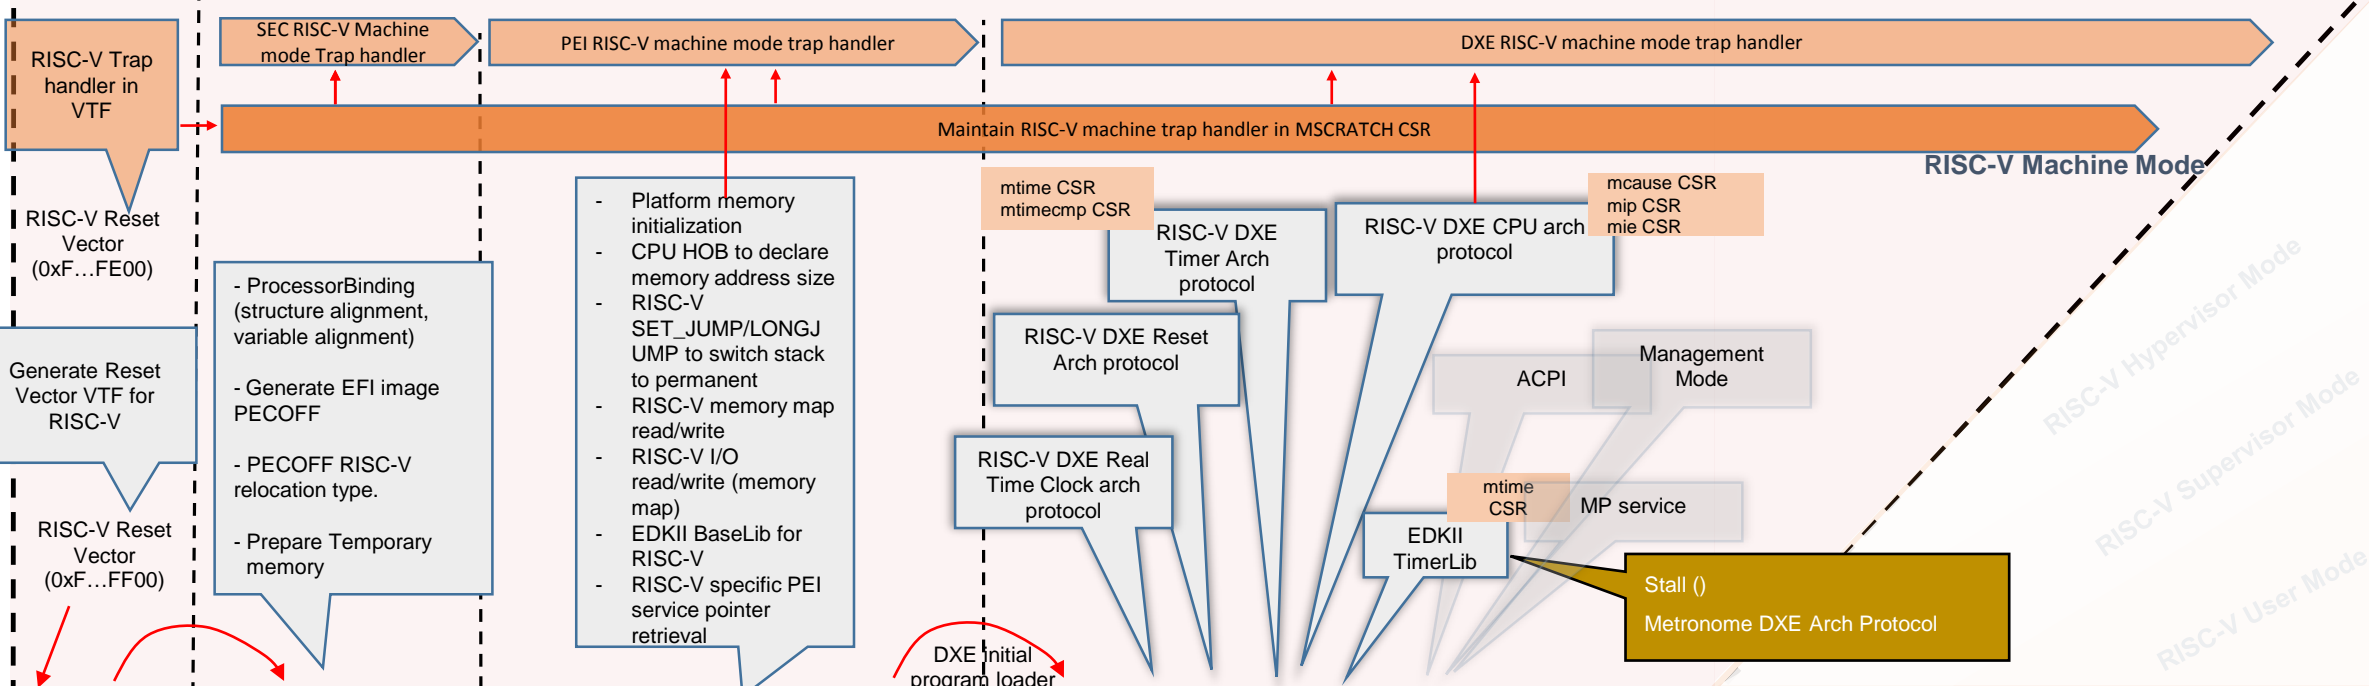 RISC-V Trap
handler in
VTF
SEC RISC-V Machine
mode Trap handler
PEI RISC-V machine mode trap handler
DXE RISC-V machine mode trap handler
Maintain RISC-V machine trap handler in MSCRATCH CSR
RISC-V Machine Mode
RISC-V Reset
Vector
(0xF…FE00)
Generate Reset
Vector VTF for
RISC-V
RISC-V Reset
Vector
(0xF…FF00)
- ProcessorBinding
(structure alignment,
variable alignment)
- Generate EFI image
PECOFF
- PECOFF RISC-V
relocation type.
- Prepare Temporary
memory
- Platform memory
initialization
- CPU HOB to declare
memory address size
- RISC-V
SET_JUMP/LONGJ
UMP to switch stack
to permanent
- RISC-V memory map
read/write
- RISC-V I/O
read/write (memory
map)
- EDKII BaseLib for
RISC-V
- RISC-V specific PEI
service pointer
retrieval
DXE initial
program loader
mtime CSR
mtimecmp CSR
RISC-V DXE
Timer Arch
protocol
RISC-V DXE CPU arch
protocol
mcause CSR
mip CSR
mie CSR
RISC-V DXE Reset
Arch protocol
RISC-V DXE Real
Time Clock arch
protocol
ACPI
Management
Mode
mtime
CSR
MP service
EDKII
TimerLib
Stall ()
Metronome DXE Arch Protocol
RISC-V Hypervisor Mode
RISC-V Supervisor Mode
RISC-V User Mode